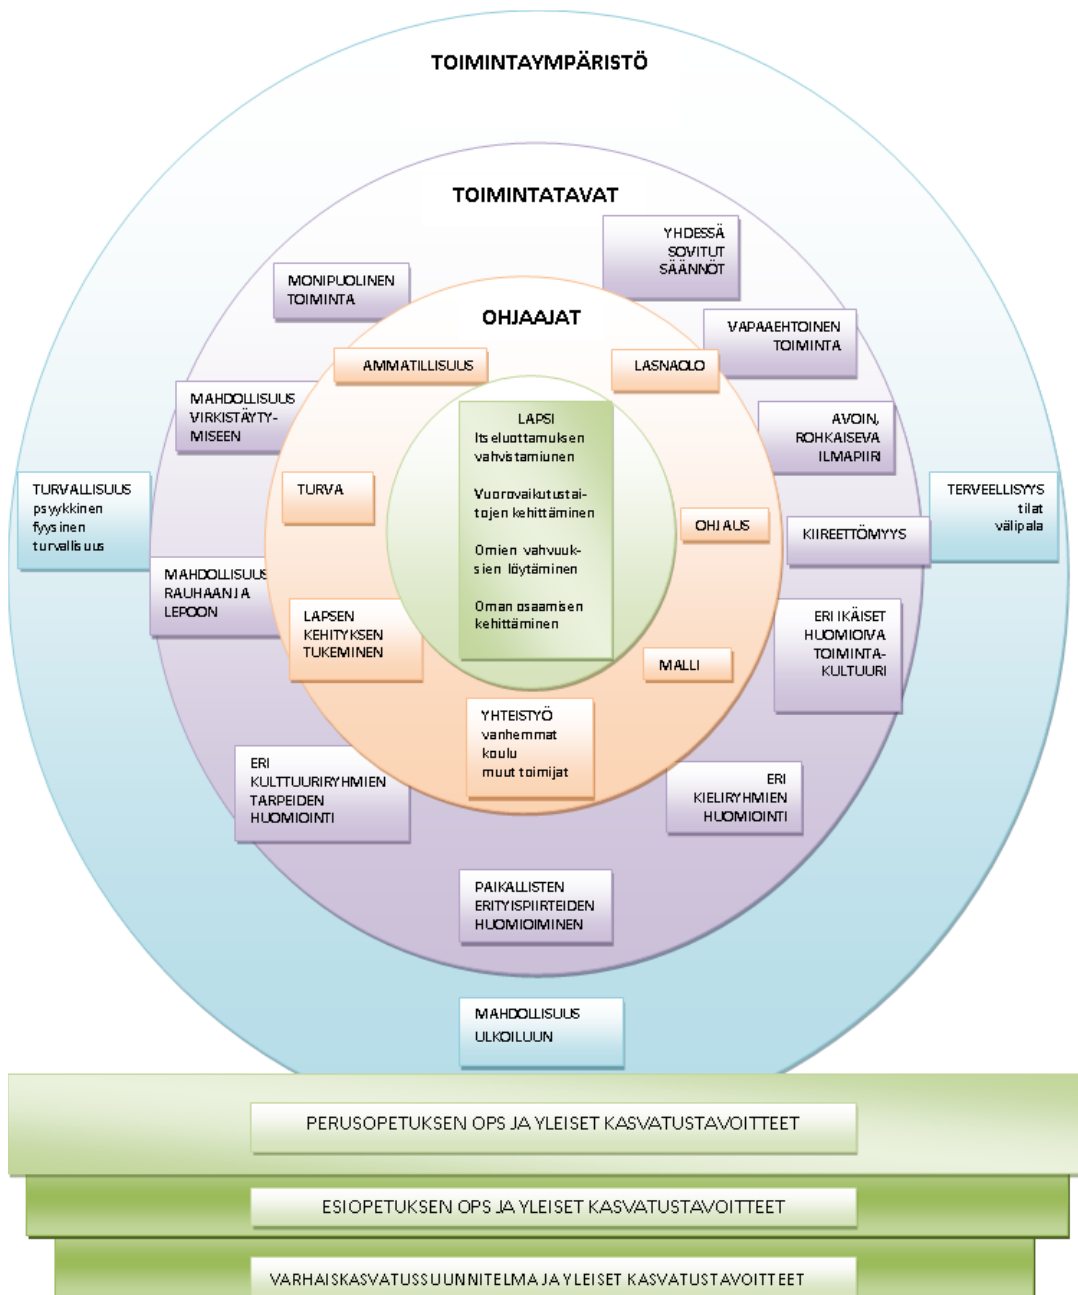 TOIMINTAYMPÄRISTÖ
TOIMINTATAVAT
YHDESSÄ
SOVITUT
SÄÄNNÖT
MONIPUOLINEN
TOIMINTA
OHJAAJAT
VAPAAEHTOINEN
TOIMINTA
AMMATILLISUUS
LASNAOLO
MAHDOLLISUUS
VIRKISTÄYTY-
MISEEN
LAPSI
Itseluottamuksen
vahvistamiunen
Vuorovaikutustai-
tojen kehittäminen
Omien vahvuuk-
sien löytäminen
Oman osaamisen
kehittäminen
AVOIN,
ROHKAISEVA
ILMAPIIRI
TURVALLISUUS
psyykkinen
fyysinen
turvallisuus
TURVA
OHJAUS
KIIREETTÖMYYS
TERVEELLISYYS
tilat
välipala
MAHDOLLISUUS
RAUHAAN JA
LEPOON
LAPSEN
KEHITYKSEN
TUKEMINEN
MALLI
ERI IKÄISET
HUOMIOIVA
TOIMINTA-
KULTTUURI
YHTEISTYÖ
vanhemmat
koulu
muut toimijat
ERI
KULTTUURIRYHMIEN
TARPEIDEN
HUOMIOINTI
ERI
KIELIRYHMIEN
HUOMIOINTI
PAIKALLISTEN
ERITYISPIIRTEIDEN
HUOMIOIMINEN
MAHDOLLISUUS
ULKOILUUN
PERUSOPETUKSEN OPS JA YLEISET KASVATUSTAVOITTEET
ESIOPETUKSEN OPS JA YLEISET KASVATUSTAVOITTEET
VARHAISKASVATUSSUUNNITELMA JA YLEISET KASVATUSTAVOITTEET